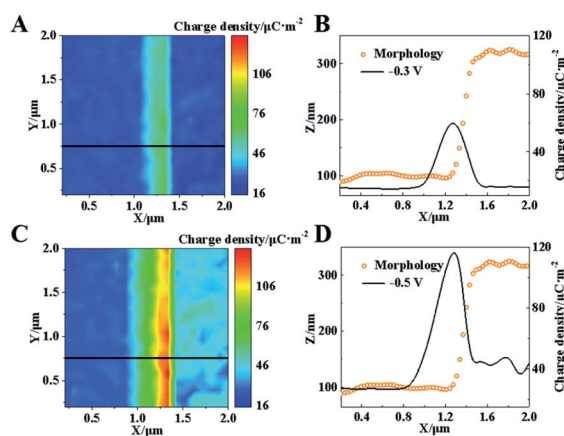 A
Charge density/μC·m⁻²
2.0
1.5
1.0
0.5
Y/μm
0.5 1.0 1.5 2.0
X/μm
106
76
46
16
B
Morphology
−0.3 V
300
200
100
Z/nm
0.4 0.8 1.2 1.6 2.0
X/μm
120
80
40
Charge density/μC·m⁻²
C
Charge density/μC·m⁻²
2.0
1.5
1.0
0.5
Y/μm
0.5 1.0 1.5 2.0
X/μm
106
76
46
16
D
Morphology
−0.5 V
300
200
100
Z/nm
0.4 0.8 1.2 1.6 2.0
X/μm
120
80
40
Charge density/μC·m⁻²